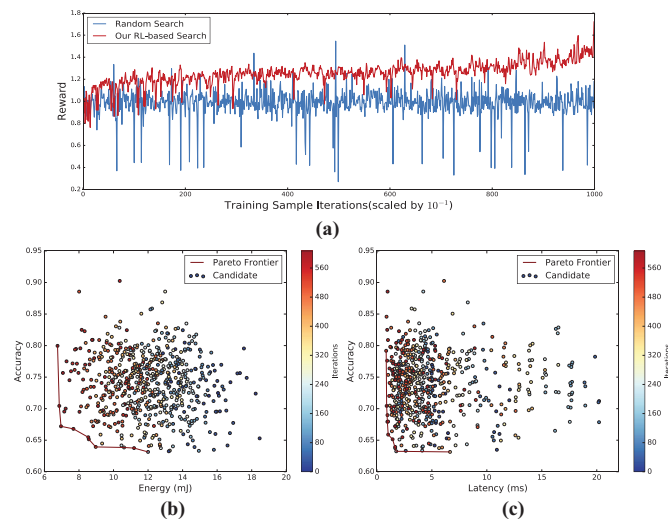 Random Search
Our RL-based Search
Reward
1.8
1.6
1.4
1.2
1.0
0.8
0.6
0.4
0.2
0 200 400 600 800 1000
Training Sample Iterations(scaled by 10⁻¹)
(a)
Pareto Frontier
Candidate
Accuracy
0.95
0.90
0.85
0.80
0.75
0.70
0.65
0.60
6 8 10 12 14 16 18 20
Energy (mJ)
560
480
400
320
240
160
80
0
Iterations
(b)
Pareto Frontier
Candidate
Accuracy
0.95
0.90
0.85
0.80
0.75
0.70
0.65
0.60
0 5 10 15 20
Latency (ms)
560
480
400
320
240
160
80
0
Iterations
(c)